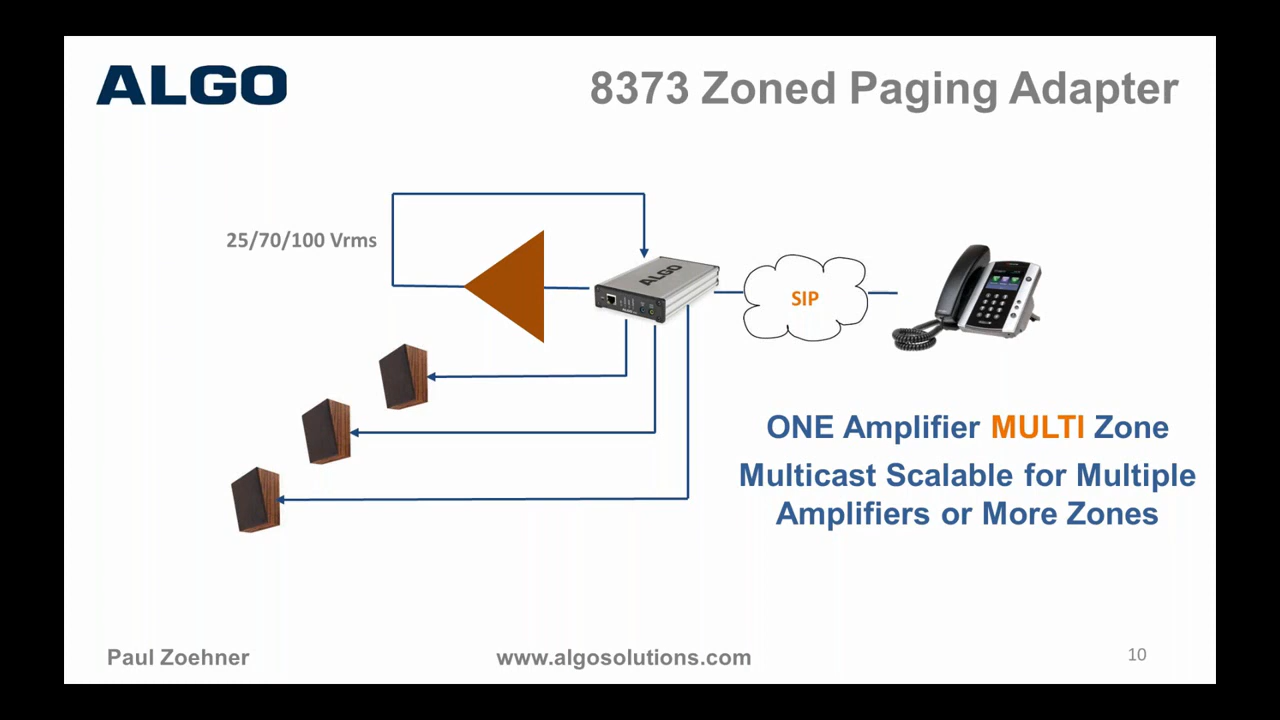 ALGO
8373 Zoned Paging Adapter
25/70/100 Vrms
ALGO
SIP
ONE Amplifier MULTI Zone
Multicast Scalable for Multiple
Amplifiers or More Zones
Paul Zoehner
www.algosolutions.com
10